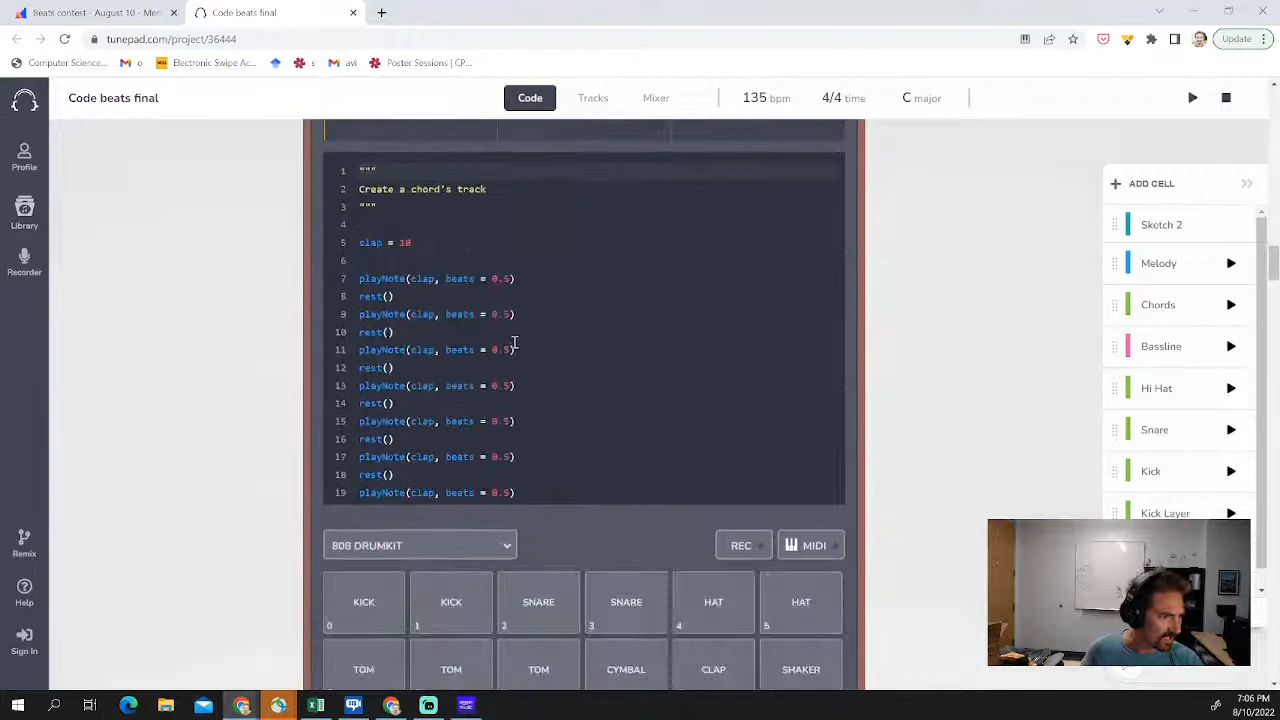 Beats contest - August 10 - Mer
Code beats final
tunepad.com/project/36444
Update
Computer Science...
o
Electronic Swipe Ac...
s
avi
Poster Sessions | CP...
Code beats final
Code
Tracks
Mixer
135 bpm
4/4 time
C major
Profile
Library
Recorder
Remix
Help
Sign In
1 """
2 Create a chord's track
3 """
4
5 clap = 10
6
7 playNote(clap, beats = 0.5)
8 rest()
9 playNote(clap, beats = 0.5)
10 rest()
11 playNote(clap, beats = 0.5)
12 rest()
13 playNote(clap, beats = 0.5)
14 rest()
15 playNote(clap, beats = 0.5)
16 rest()
17 playNote(clap, beats = 0.5)
18 rest()
19 playNote(clap, beats = 0.5)
808 DRUMKIT
REC
MIDI
KICK
0
KICK
1
SNARE
2
SNARE
3
HAT
4
HAT
5
TOM
TOM
TOM
CYMBAL
CLAP
SHAKER
ADD CELL
Sketch 2
Melody
Chords
Bassline
Hi Hat
Snare
Kick
Kick Layer
7:06 PM
8/10/2022